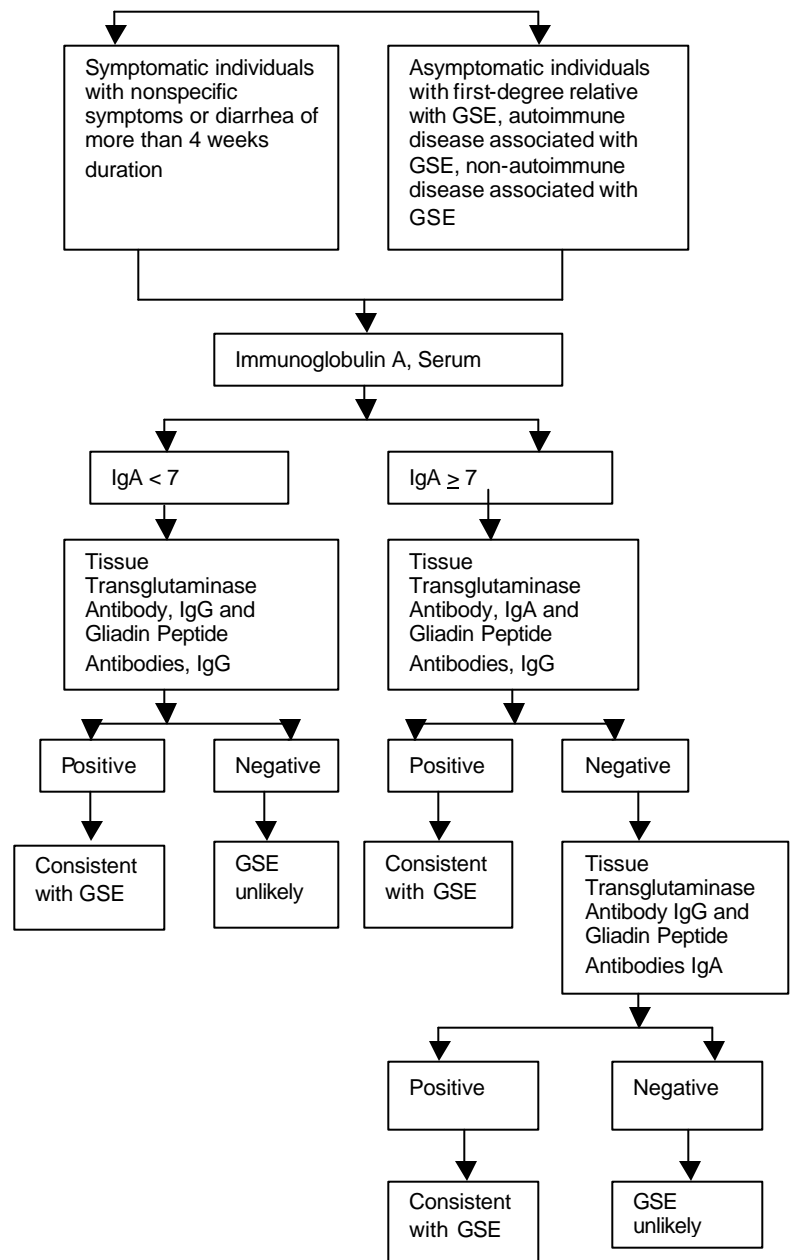 Symptomatic individuals
with nonspecific
symptoms or diarrhea of
more than 4 weeks
duration
Asymptomatic individuals
with first-degree relative
with GSE, autoimmune
disease associated with
GSE, non-autoimmune
disease associated with
GSE
Immunoglobulin A, Serum
IgA < 7
IgA ≥ 7
Tissue
Transglutaminase
Antibody, IgG and
Gliadin Peptide
Antibodies, IgG
Tissue
Transglutaminase
Antibody, IgA and
Gliadin Peptide
Antibodies, IgG
Positive
Negative
Positive
Negative
Consistent
with GSE
GSE
unlikely
Consistent
with GSE
Tissue
Transglutaminase
Antibody IgG and
Gliadin Peptide
Antibodies IgA
Positive
Negative
Consistent
with GSE
GSE
unlikely